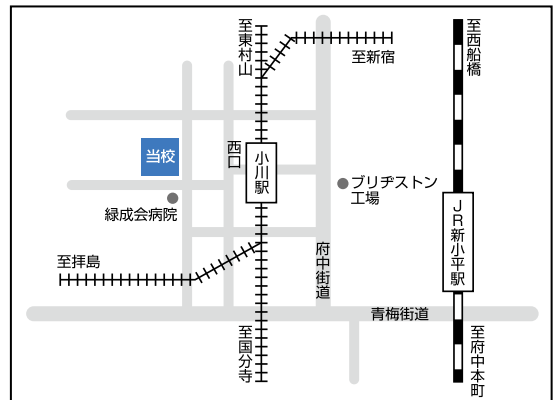 至東村山
至新宿
至西船橋
西口
当校
小川駅
ブリヂストン
工場
緑成会病院
JR新小平駅
府中街道
至拝島
青梅街道
至国分寺
至府中本町